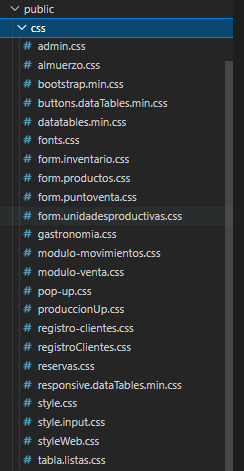 public
css
# admin.css
# almuerzo.css
# bootstrap.min.css
# buttons.dataTables.min.css
# datatables.min.css
# fonts.css
# form.inventario.css
# form.productos.css
# form.puntoventa.css
# form.unidadesproductivas.css
# gastronomia.css
# modulo-movimientos.css
# modulo-venta.css
# pop-up.css
# produccionUp.css
# registro-clientes.css
# registroClientes.css
# reservas.css
# responsive.dataTables.min.css
# style.css
# style.input.css
# styleWeb.css
# tabla.listas.css